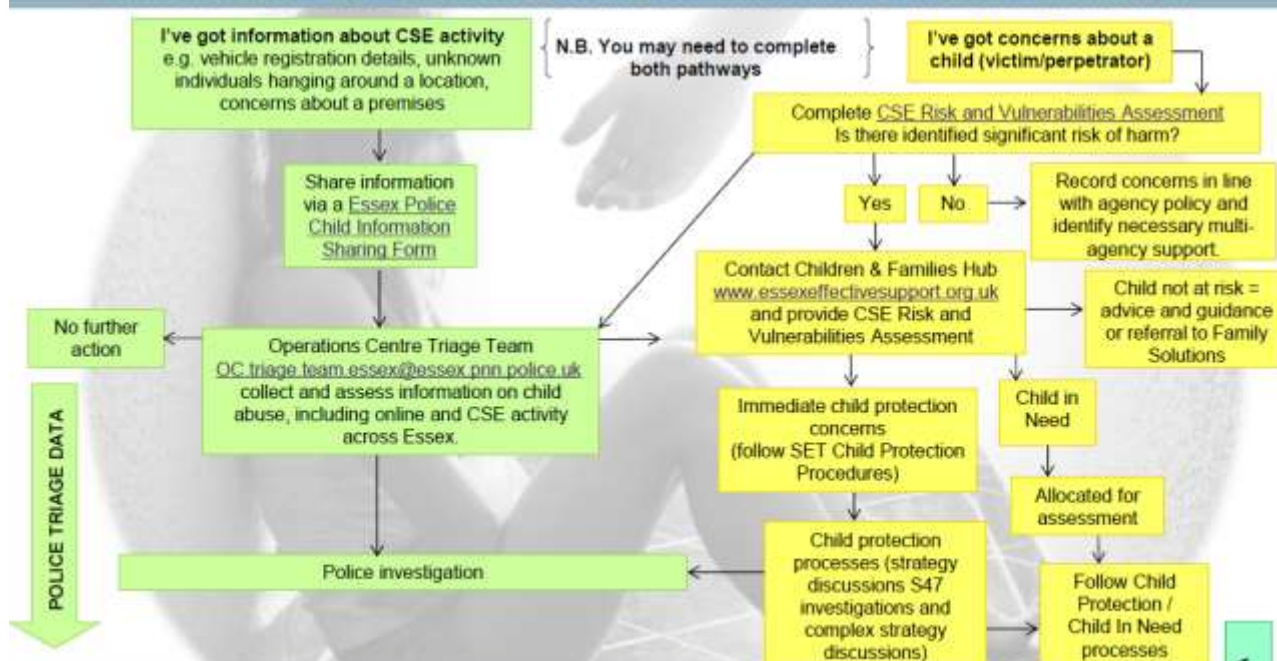 I've got information about CSE activity
e.g. vehicle registration details, unknown
individuals hanging around a location,
concerns about a premises
N.B. You may need to complete
both pathways
I've got concerns about a
child (victim/perpetrator)
Complete CSE Risk and Vulnerabilities Assessment
Is there identified significant risk of harm?
Share information
via a Essex Police
Child Information
Sharing Form
Yes
No
Record concerns in line
with agency policy and
identify necessary multi-
agency support.
Contact Children & Families Hub
www.essexeffectivesupport.org.uk
and provide CSE Risk and
Vulnerabilities Assessment
Child not at risk =
advice and guidance
or referral to Family
Solutions
No further
action
Operations Centre Triage Team
OC.triage.team.essex@essex.pnn.police.uk
collect and assess information on child
abuse, including online and CSE activity
across Essex.
Immediate child protection
concerns
(follow SET Child Protection
Procedures)
Child in
Need
Allocated for
assessment
POLICE TRIAGE DATA
Police investigation
Child protection
processes (strategy
discussions S47
investigations and
complex strategy
discussions)
Follow Child
Protection /
Child In Need
processes